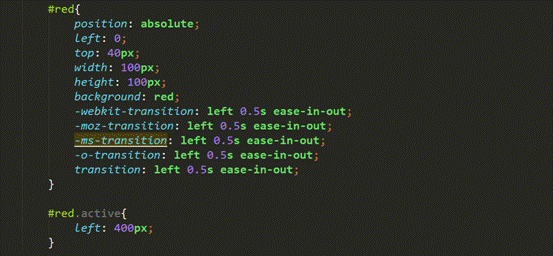 #red{
position: absolute;
left: 0;
top: 40px;
width: 100px;
height: 100px;
background: red;
-webkit-transition: left 0.5s ease-in-out;
-moz-transition: left 0.5s ease-in-out;
-ms-transition: left 0.5s ease-in-out;
-o-transition: left 0.5s ease-in-out;
transition: left 0.5s ease-in-out;
}
#red.active{
left: 400px;
}